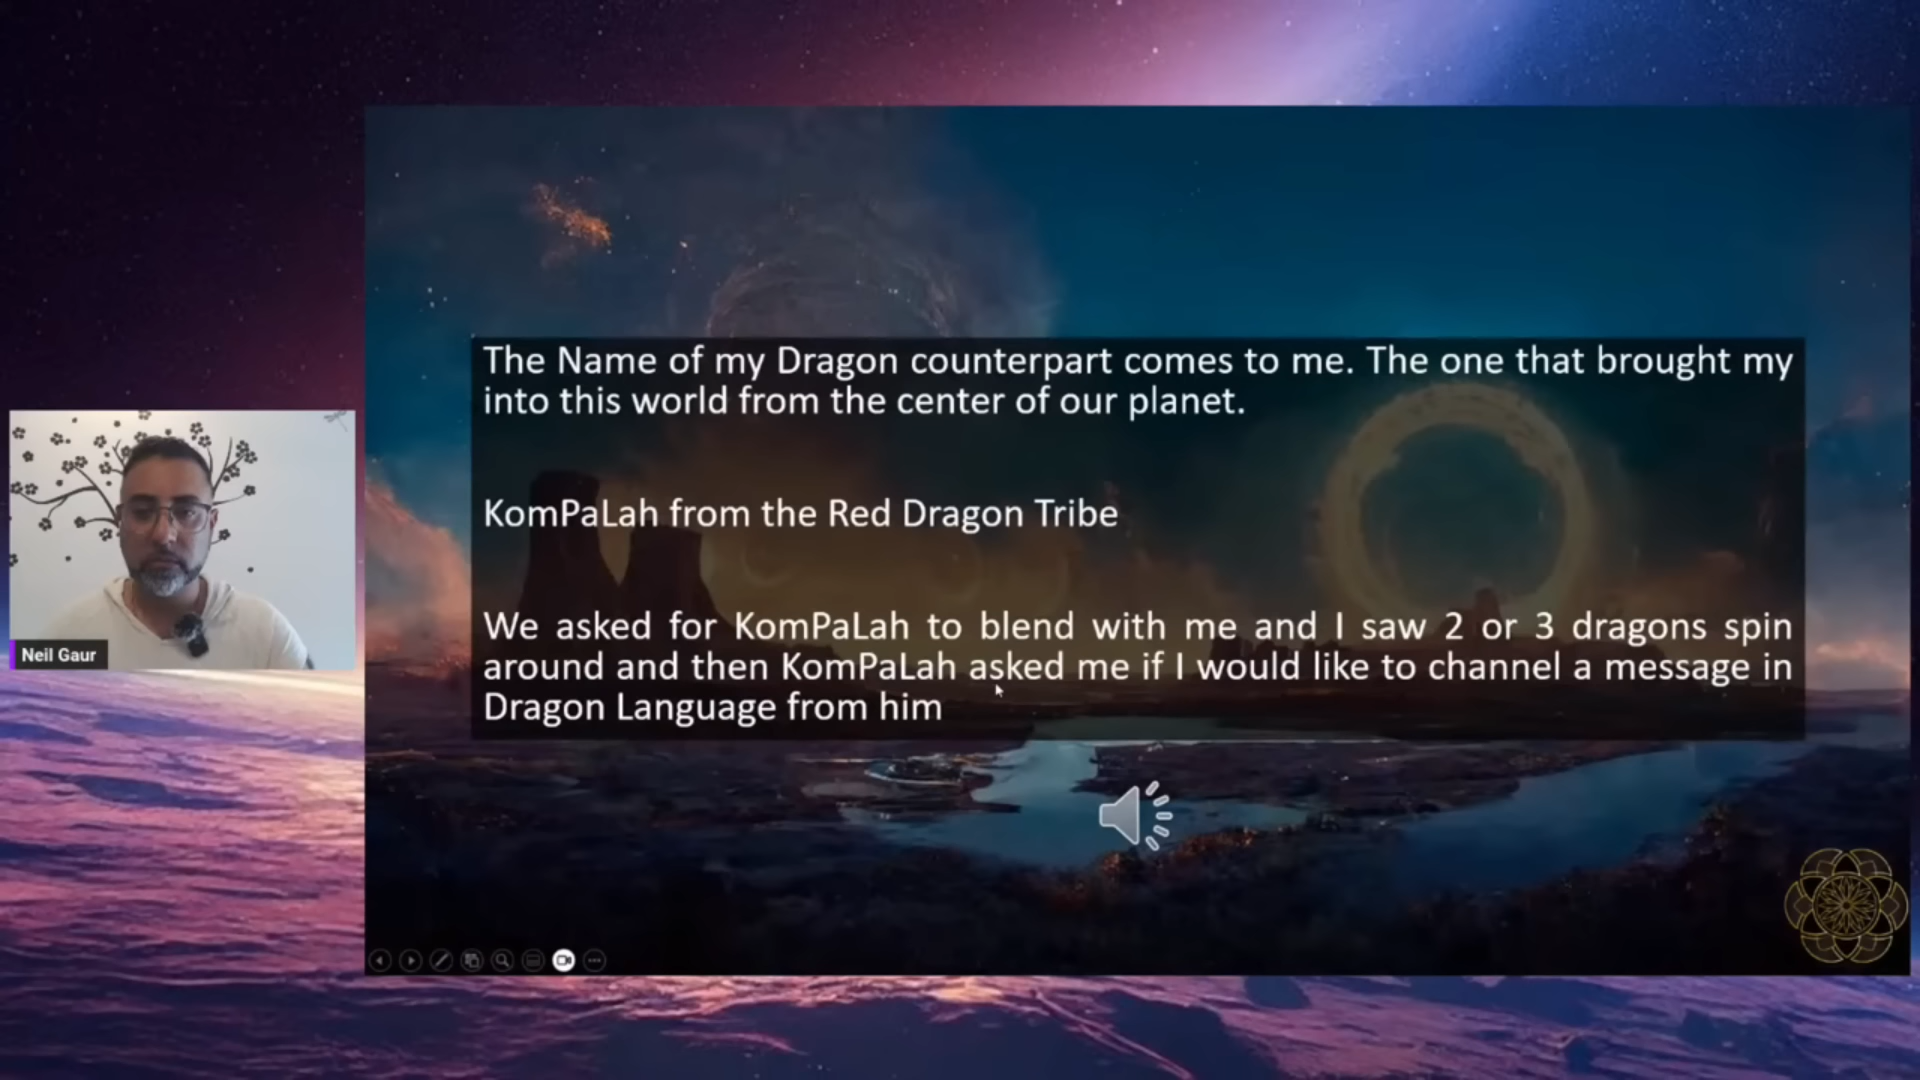 The Name of my Dragon counterpart comes to me. The one that brought my
into this world from the center of our planet.
KomPaLah from the Red Dragon Tribe
We asked for KomPaLah to blend with me and I saw 2 or 3 dragons spin
around and then KomPaLah asked me if I would like to channel a message in
Dragon Language from him
Neil Gaur